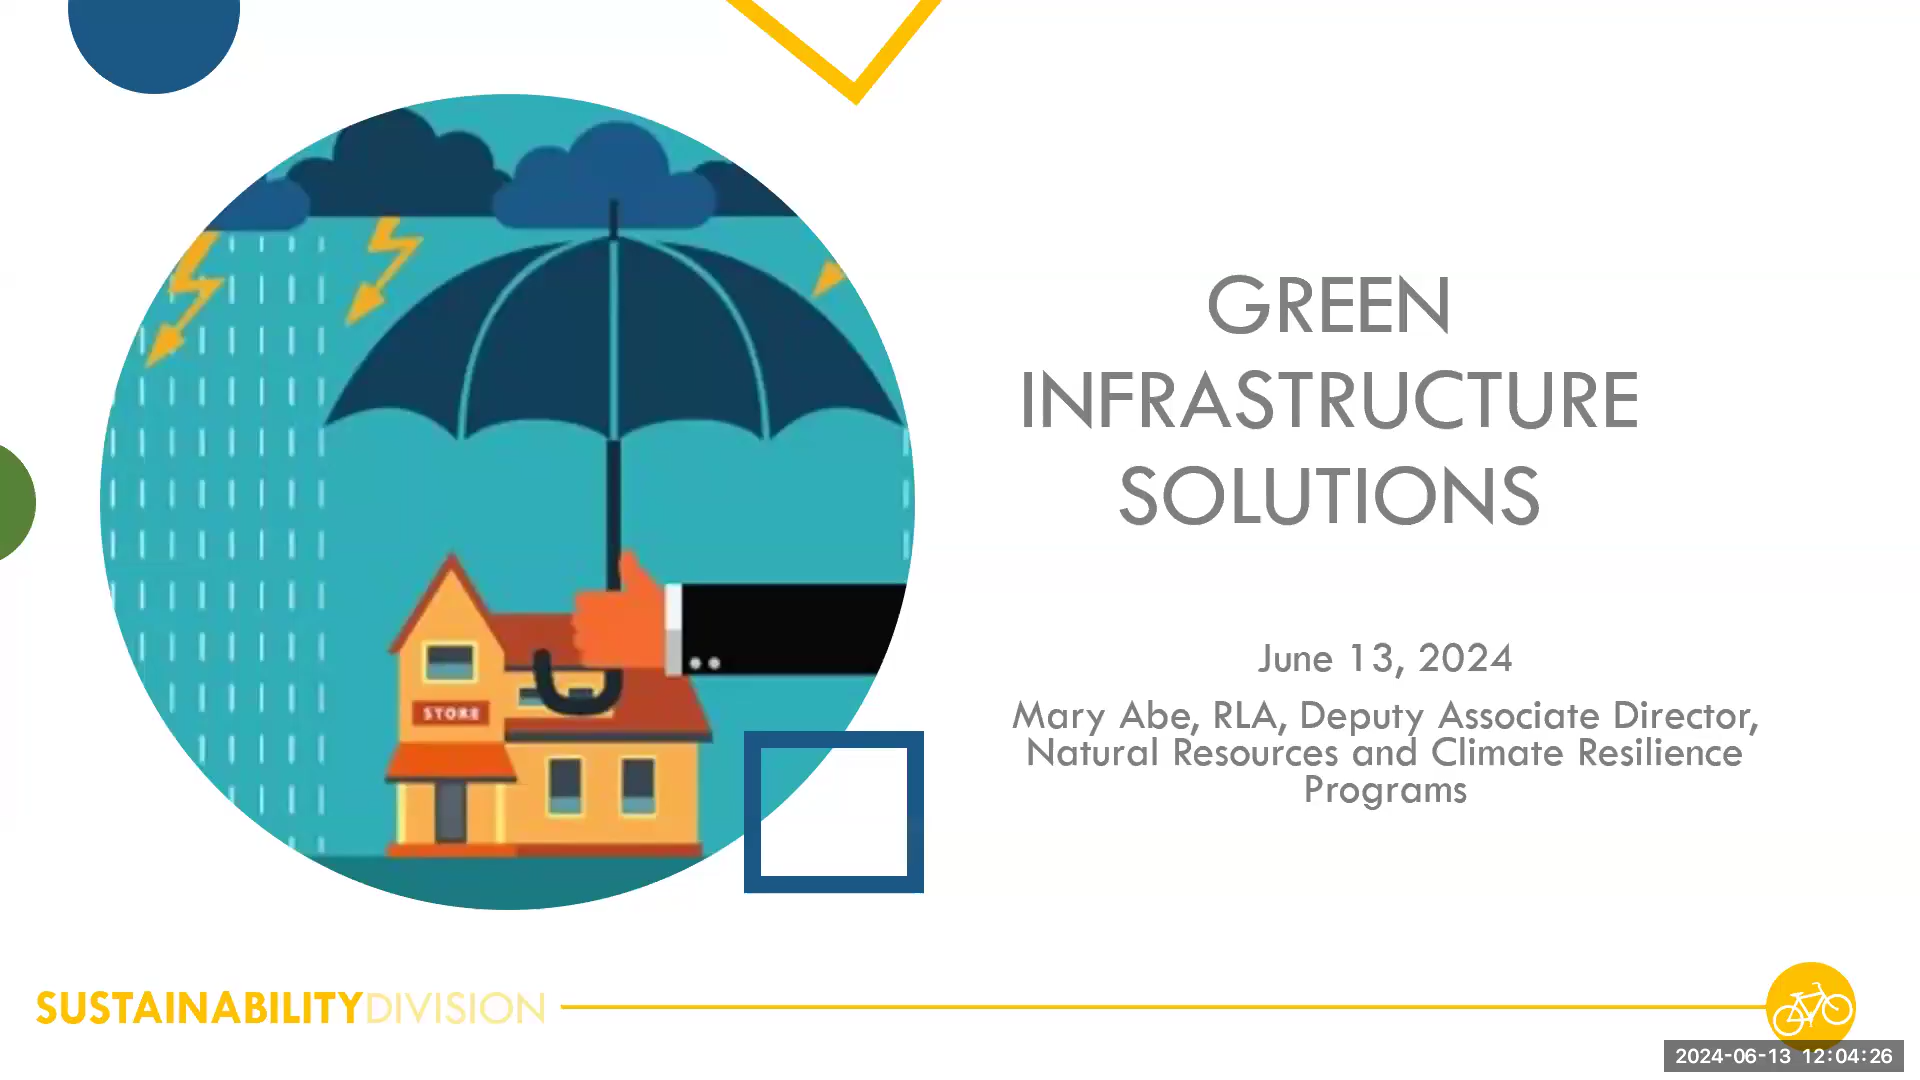 GREEN
INFRASTRUCTURE
SOLUTIONS
June 13, 2024
Mary Abe, RLA, Deputy Associate Director,
Natural Resources and Climate Resilience
Programs
STORE
SUSTAINABILITYDIVISION
2024-06-13 12:04:26